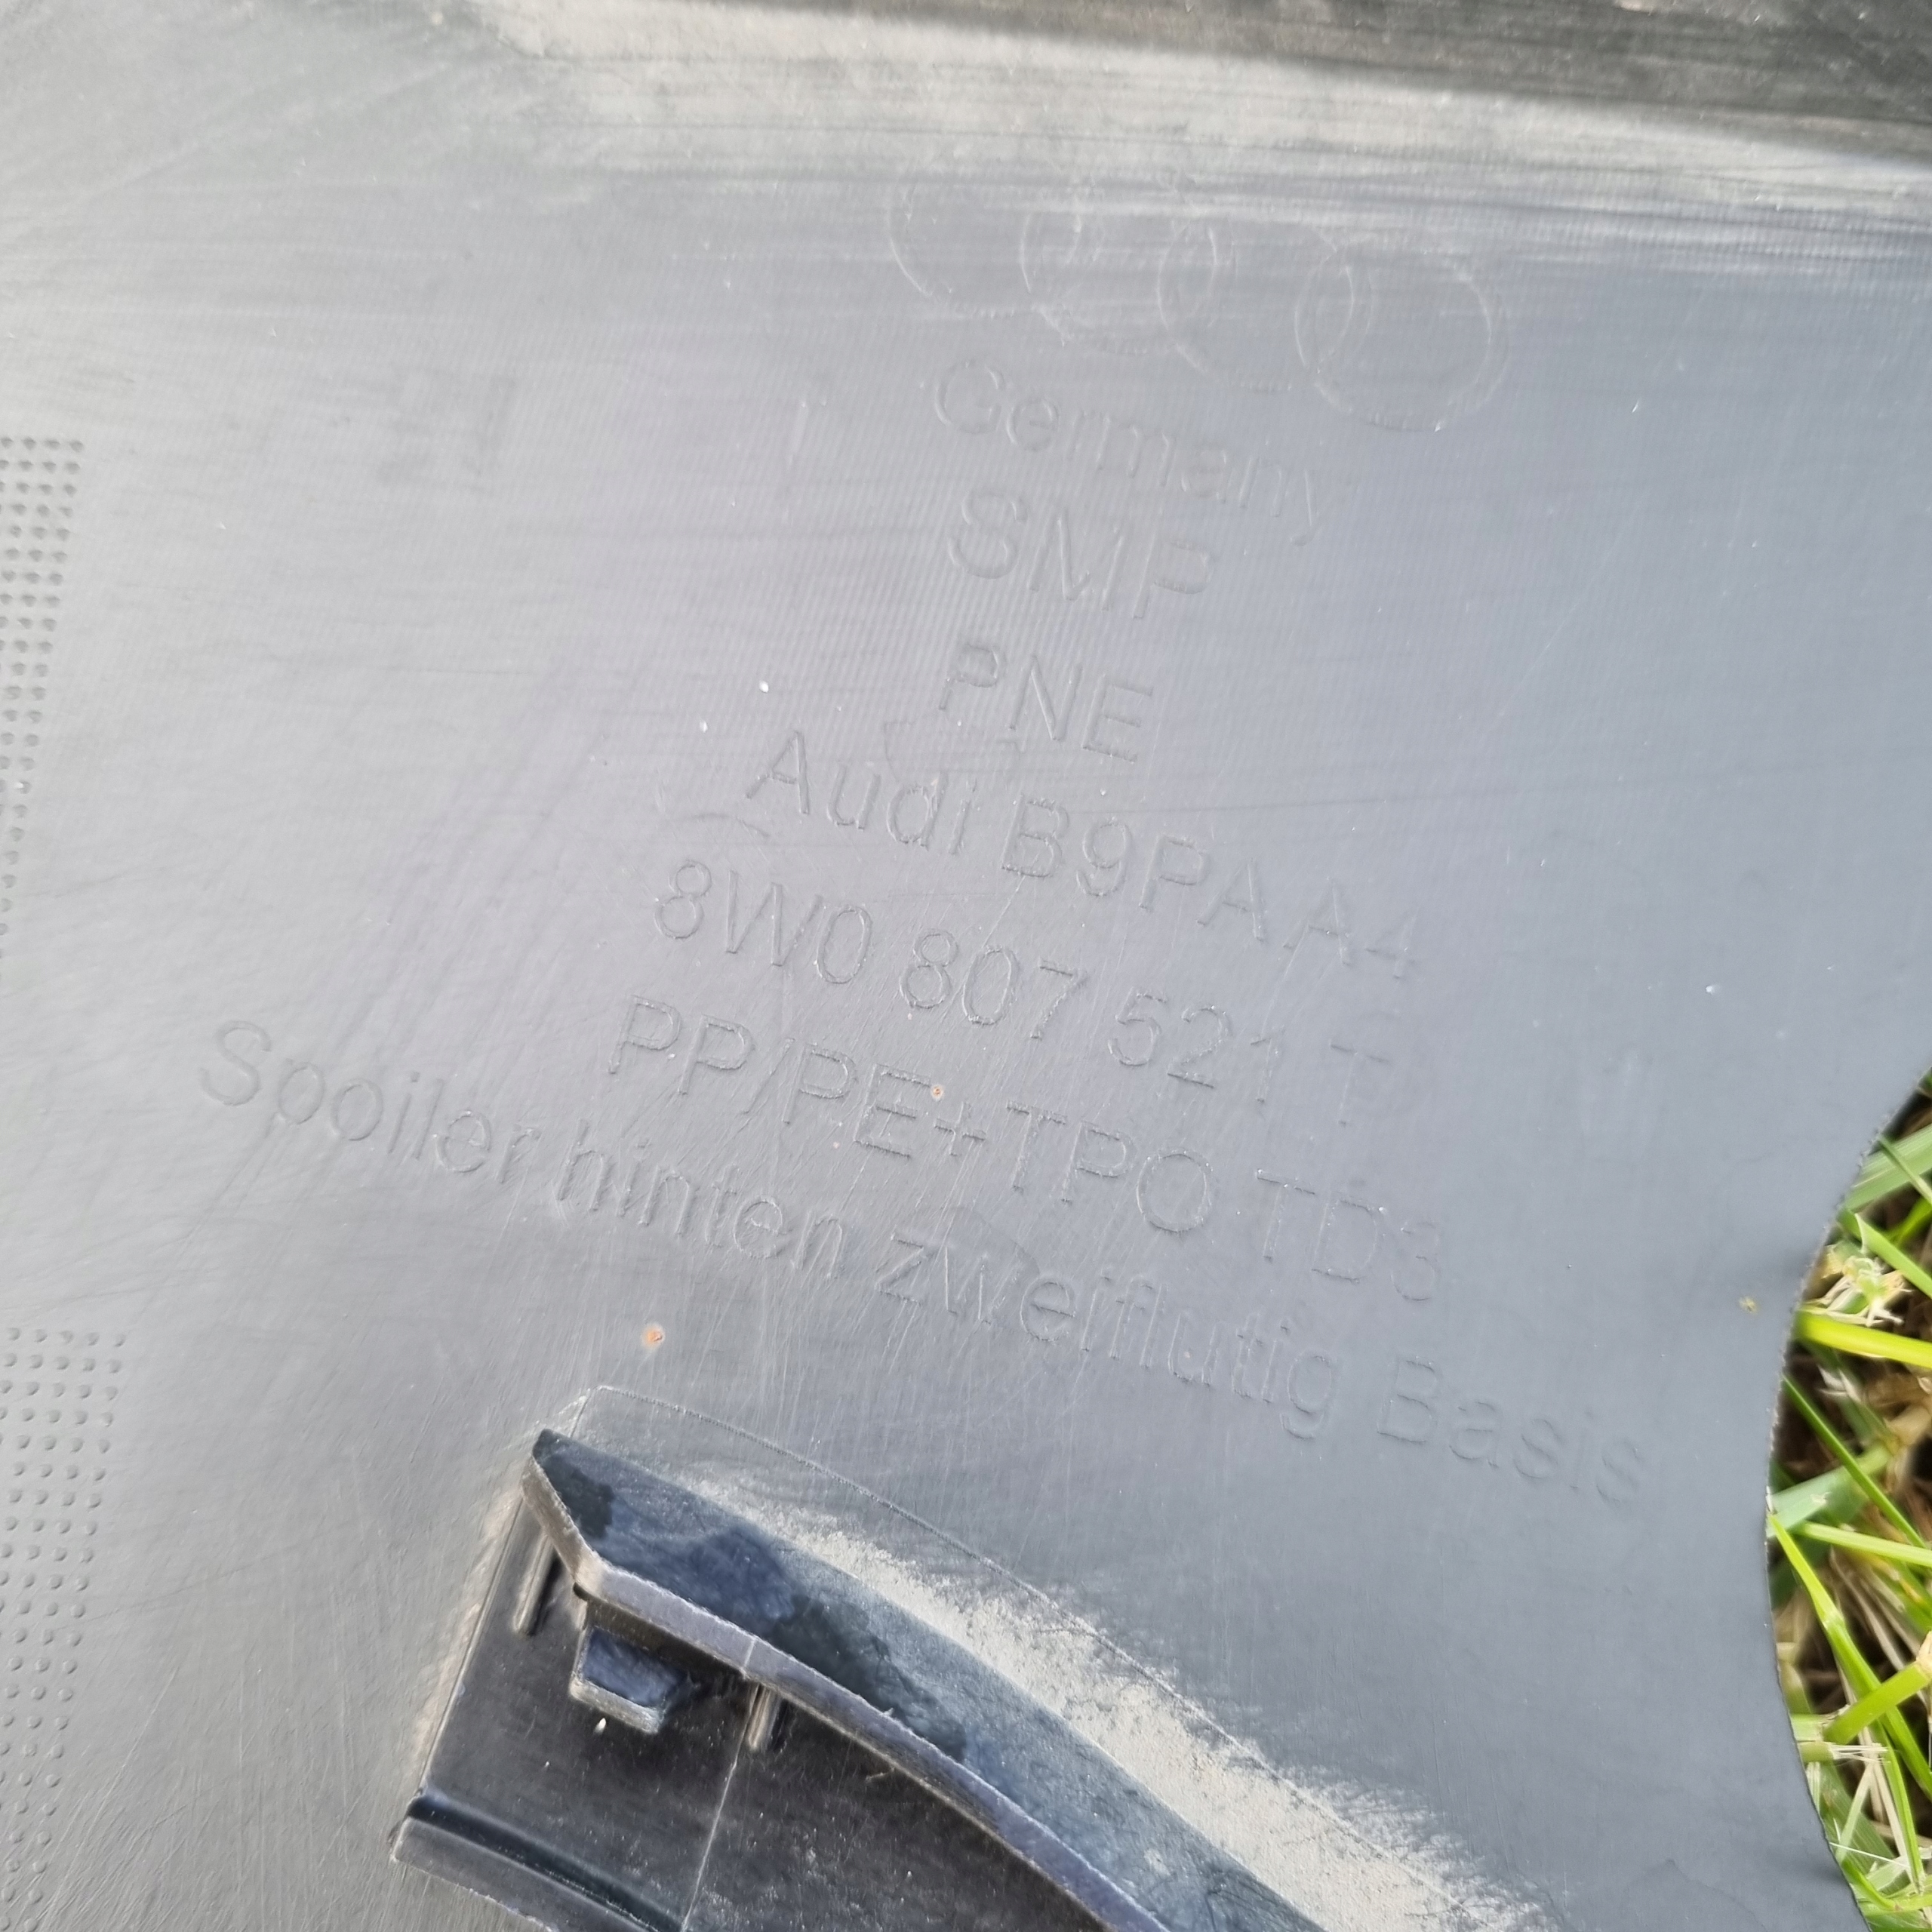 Germany
SMP
PNE
Audi B9PA A4
8W0 807 521 T
PP/PE+TPO TD3
Spoiler hinten zweiflutig Basis